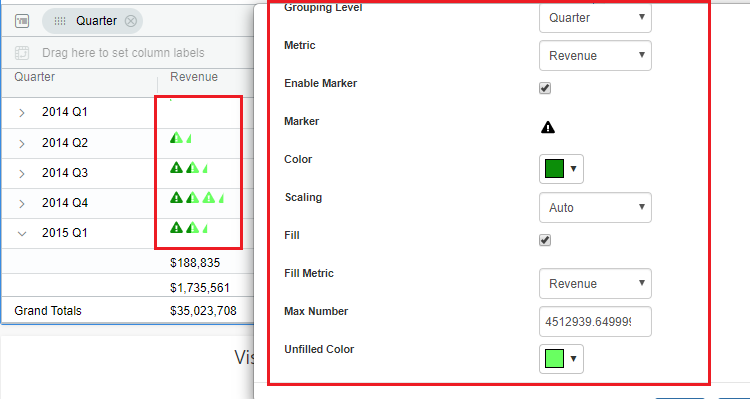 Quarter
Drag here to set column labels
Quarter Revenue
2014 Q1
2014 Q2
2014 Q3
2014 Q4
2015 Q1
$188,835
$1,735,561
Grand Totals $35,023,708
Vis
Grouping Level Quarter
Metric Revenue
Enable Marker
Marker
Color
Scaling Auto
Fill
Fill Metric Revenue
Max Number 4512939.649999
Unfilled Color